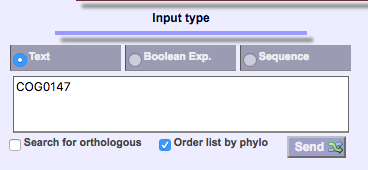 Input type
Text Boolean Exp. Sequence
COG0147
Search for orthologous Order list by phylo Send